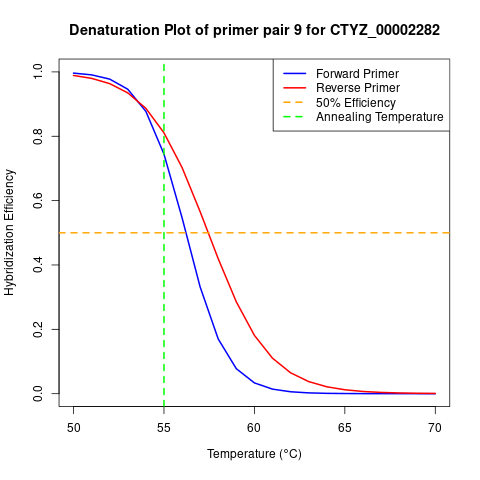 Denaturation Plot of primer pair 9 for CTYZ_00002282
Forward Primer
Reverse Primer
50% Efficiency
Annealing Temperature
Hybridization Efficiency
1.0
0.8
0.6
0.4
0.2
0.0
50 55 60 65 70
Temperature (°C)